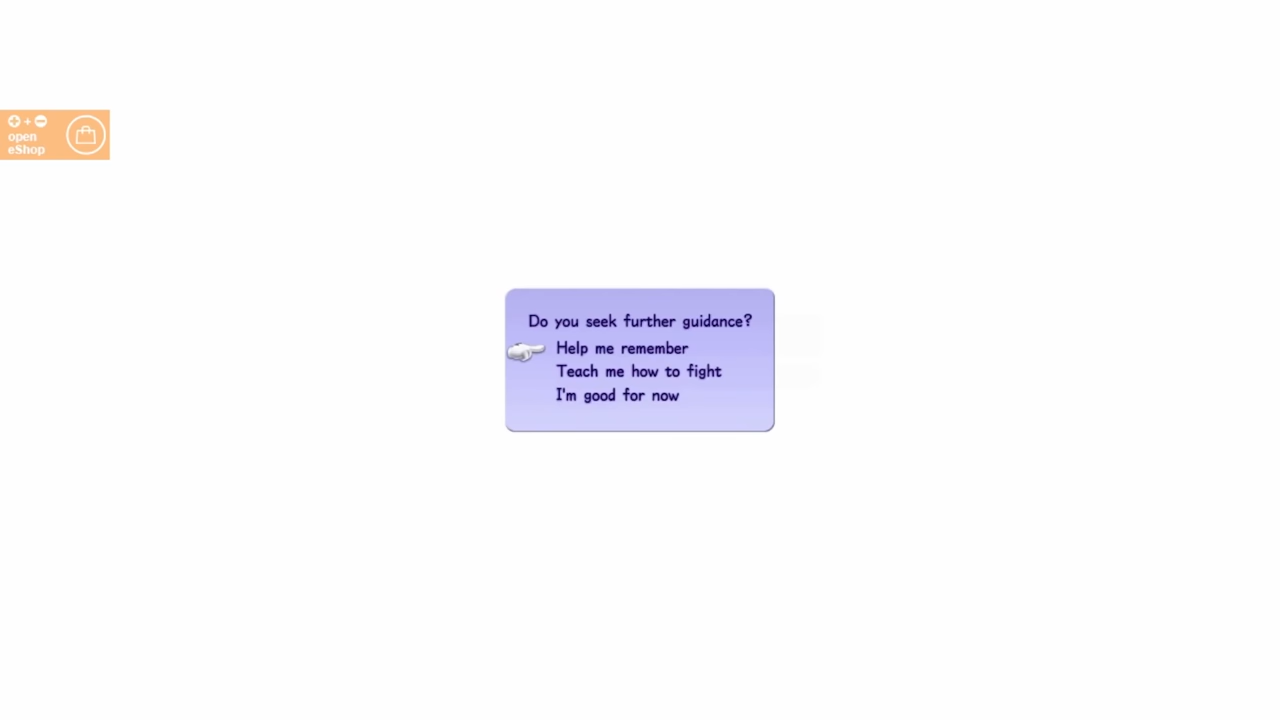 +
open
eShop
Do you seek further guidance?
Help me remember
Teach me how to fight
I'm good for now